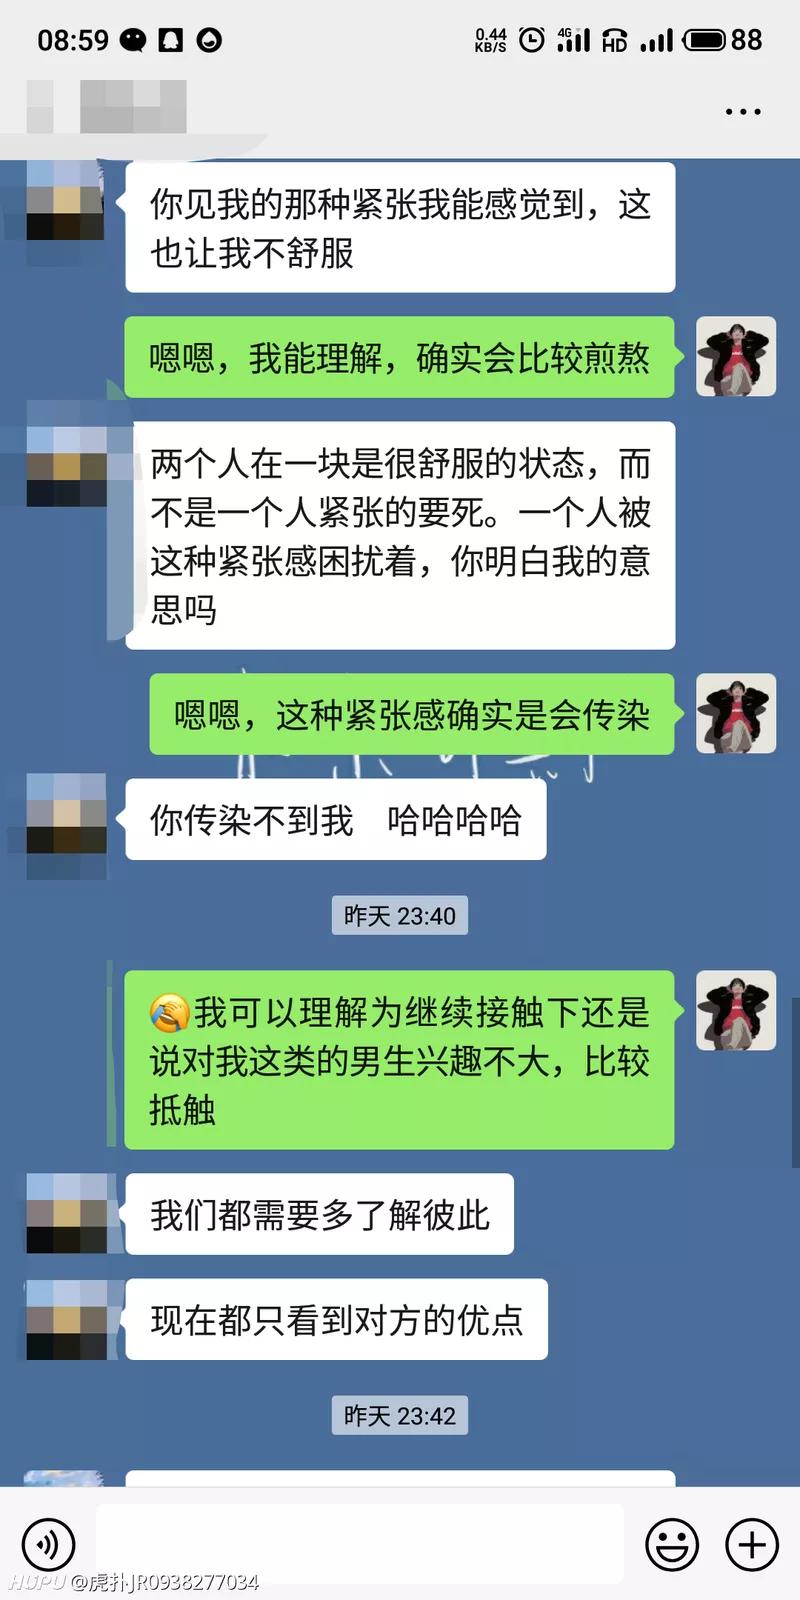 08:59
0.44
KB/S
4G
HD
88
你见我的那种紧张我能感觉到，这
也让我不舒服
嗯嗯，我能理解，确实会比较煎熬
两个人在一块是很舒服的状态，而
不是一个人紧张的要死。一个人被
这种紧张感困扰着，你明白我的意
思吗
嗯嗯，这种紧张感确实是会传染
你传染不到我 哈哈哈哈
昨天 23:40
我可以理解为继续接触下还是
说对我这类的男生兴趣不大，比较
抵触
我们都需要多了解彼此
现在都只看到对方的优点
昨天 23:42
HUPU @虎扑JR0938277034